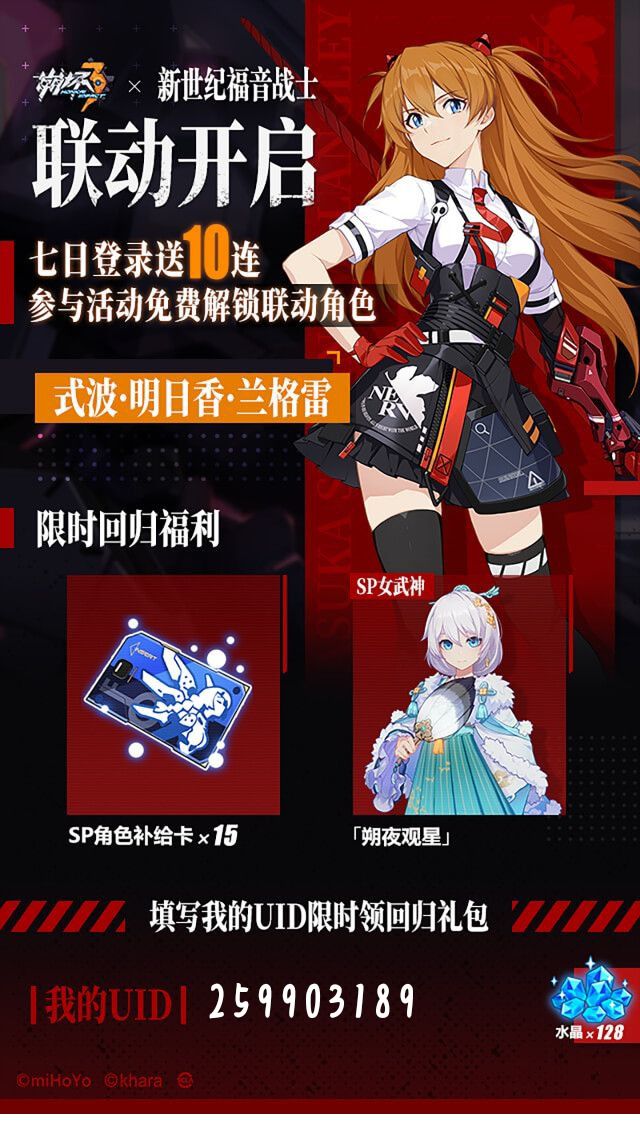 崩坏3
HONKAI IMPACT
×
新世纪福音战士
联动开启
七日登录送10连
参与活动免费解锁联动角色
式波·明日香·兰格雷
NERV
限时回归福利
SP女武神
SP角色补给卡×15
「朔夜观星」
填写我的UID限时领回归礼包
|我的UID| 259903189
水晶×128
©miHoYo ©khara